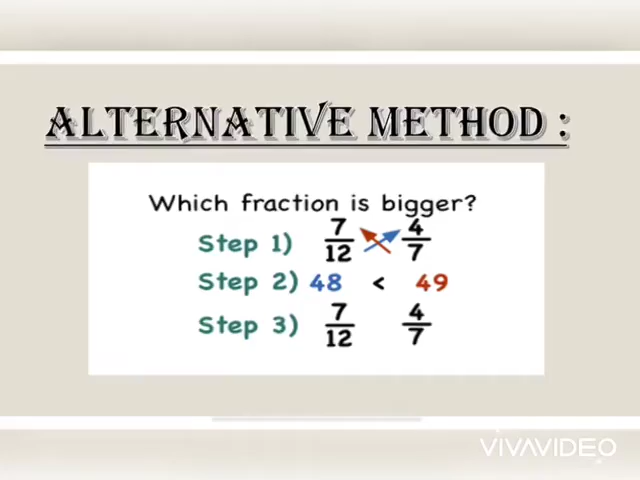 ALTERNATIVE METHOD :
Which fraction is bigger?
Step 1) 7/12 4/7
Step 2) 48 < 49
Step 3) 7/12 4/7
VIVAVIDEO